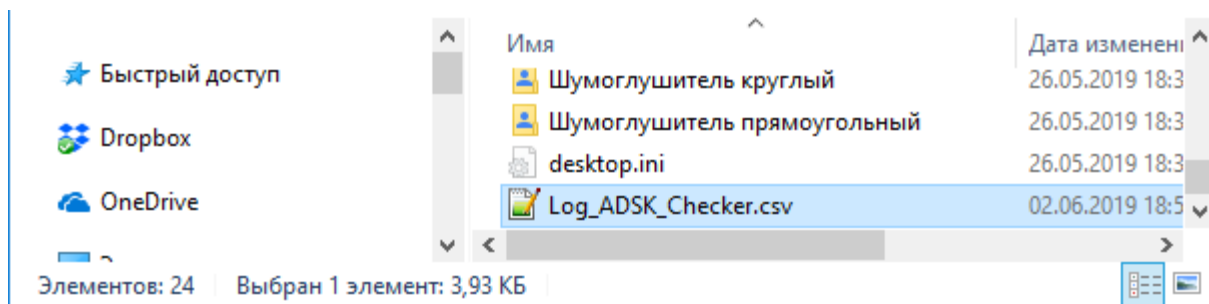 Имя Дата изменени
Быстрый доступ
Dropbox
OneDrive
Шумоглушитель круглый 26.05.2019 18:3
Шумоглушитель прямоугольный 26.05.2019 18:3
desktop.ini 26.05.2019 18:3
Log_ADSK_Checker.csv 02.06.2019 18:5
Элементов: 24 Выбран 1 элемент: 3,93 КБ